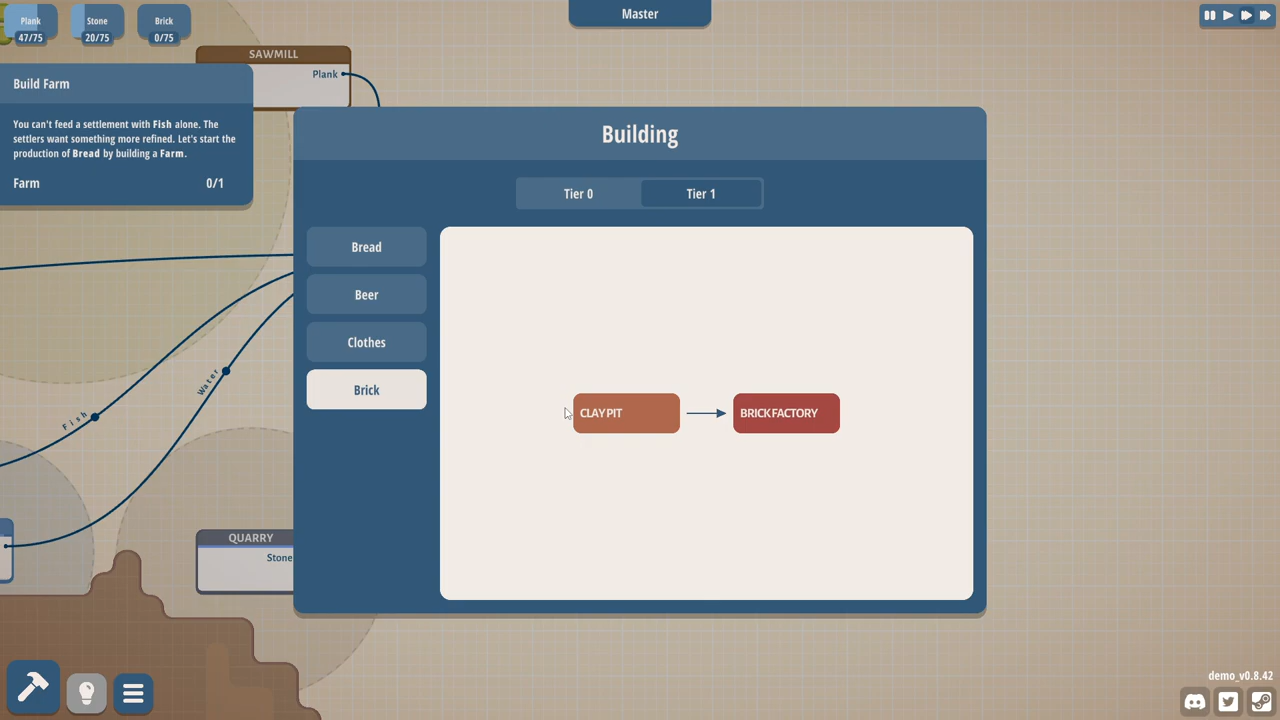 Plank
47/75
Stone
20/75
Brick
0/75
Master
SAWMILL
Plank
Build Farm
You can't feed a settlement with Fish alone. The
settlers want something more refined. Let's start the
production of Bread by building a Farm.
Farm 0/1
Building
Tier 0
Tier 1
Bread
Beer
Clothes
Brick
CLAY PIT
BRICK FACTORY
Fish
Water
QUARRY
Stone
demo_v0.8.42